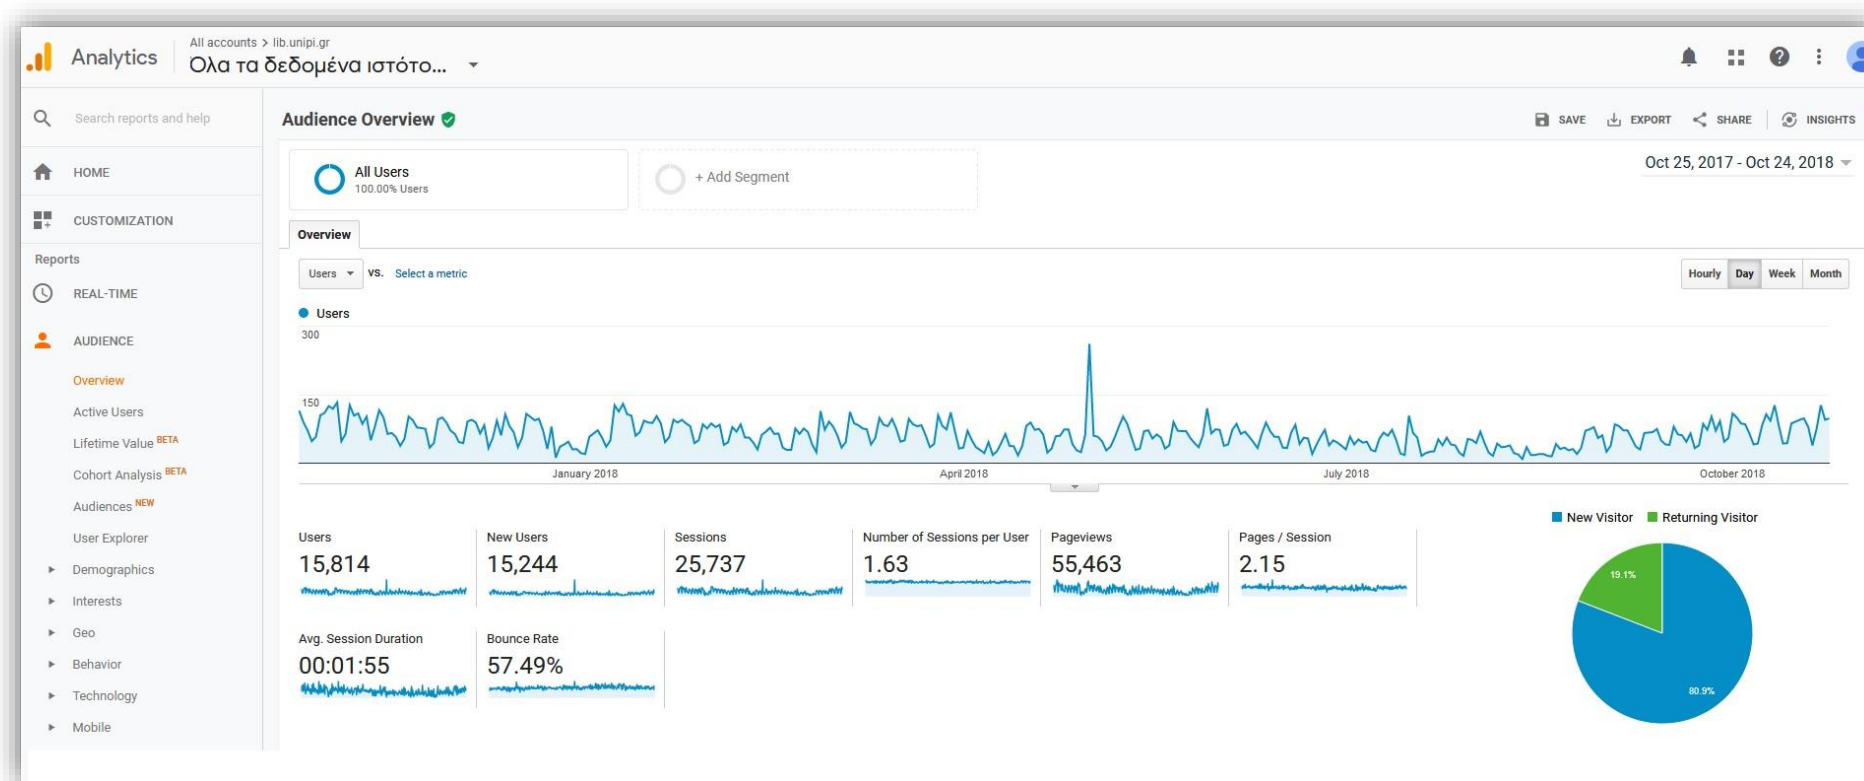 All accounts > lib.unipi.gr
Analytics
Όλα τα δεδομένα ιστότο...
Search reports and help
HOME
CUSTOMIZATION
Reports
REAL-TIME
AUDIENCE
Overview
Active Users
Lifetime Value BETA
Cohort Analysis BETA
Audiences NEW
User Explorer
Demographics
Interests
Geo
Behavior
Technology
Mobile
Audience Overview
SAVE EXPORT SHARE INSIGHTS
All Users
100.00% Users
+ Add Segment
Oct 25, 2017 - Oct 24, 2018
Overview
Users VS. Select a metric
Hourly Day Week Month
Users
300
150
January 2018 April 2018 July 2018 October 2018
Users
15,814
New Users
15,244
Sessions
25,737
Number of Sessions per User
1.63
Pageviews
55,463
Pages / Session
2.15
Avg. Session Duration
00:01:55
Bounce Rate
57.49%
New Visitor Returning Visitor
19.1%
80.9%